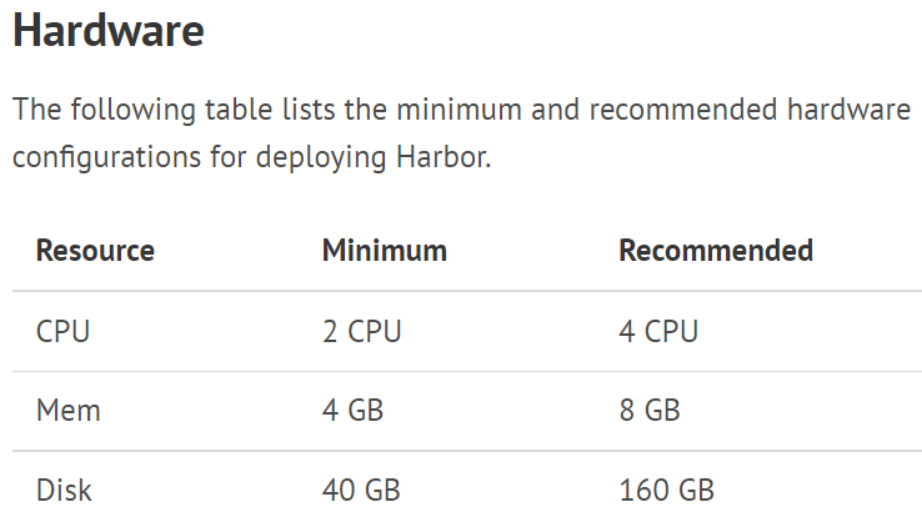 Hardware
The following table lists the minimum and recommended hardware
configurations for deploying Harbor.
Resource Minimum Recommended
CPU 2 CPU 4 CPU
Mem 4 GB 8 GB
Disk 40 GB 160 GB